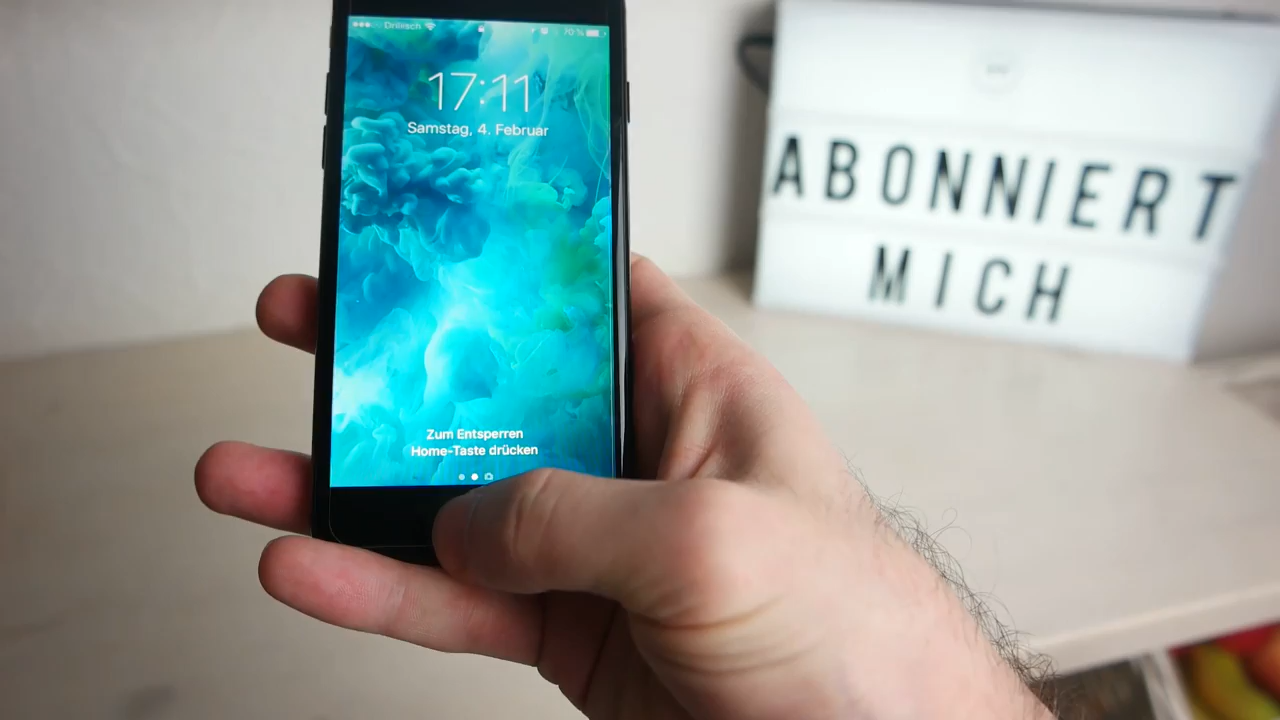 Drillisch 70 %
17:11
Samstag, 4. Februar
Zum Entsperren
Home-Taste drücken
ABONNIERT
MICH